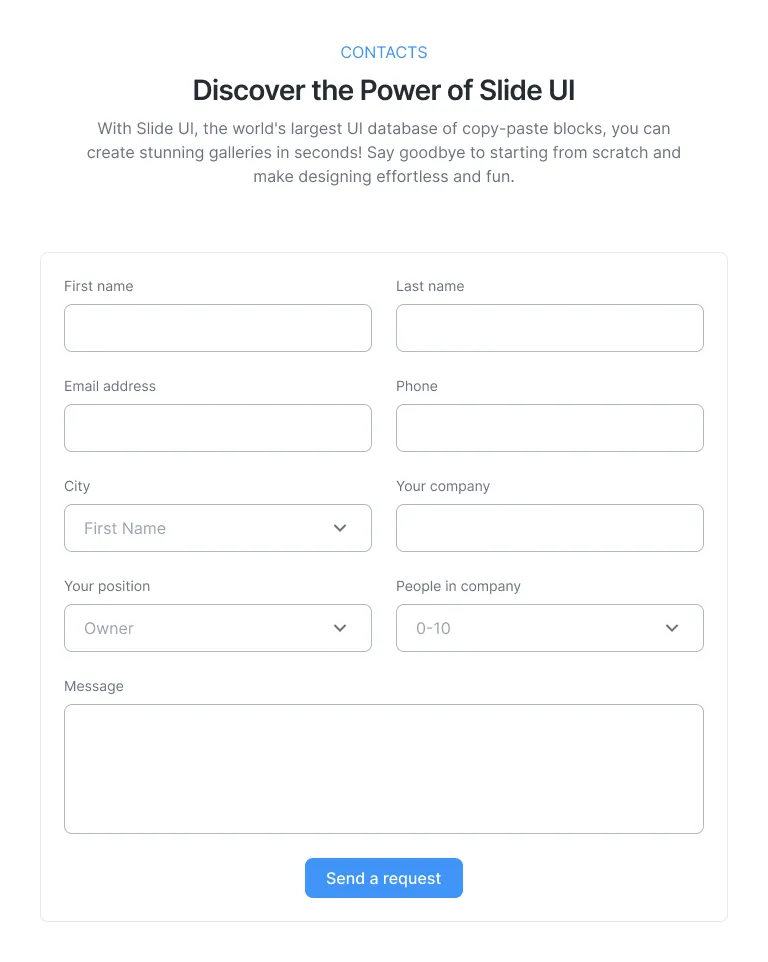 CONTACTS
Discover the Power of Slide UI
With Slide UI, the world's largest UI database of copy-paste blocks, you can
create stunning galleries in seconds! Say goodbye to starting from scratch and
make designing effortless and fun.
First name
Last name
Email address
Phone
City
Your company
First Name
Your position
People in company
Owner
0-10
Message
Send a request